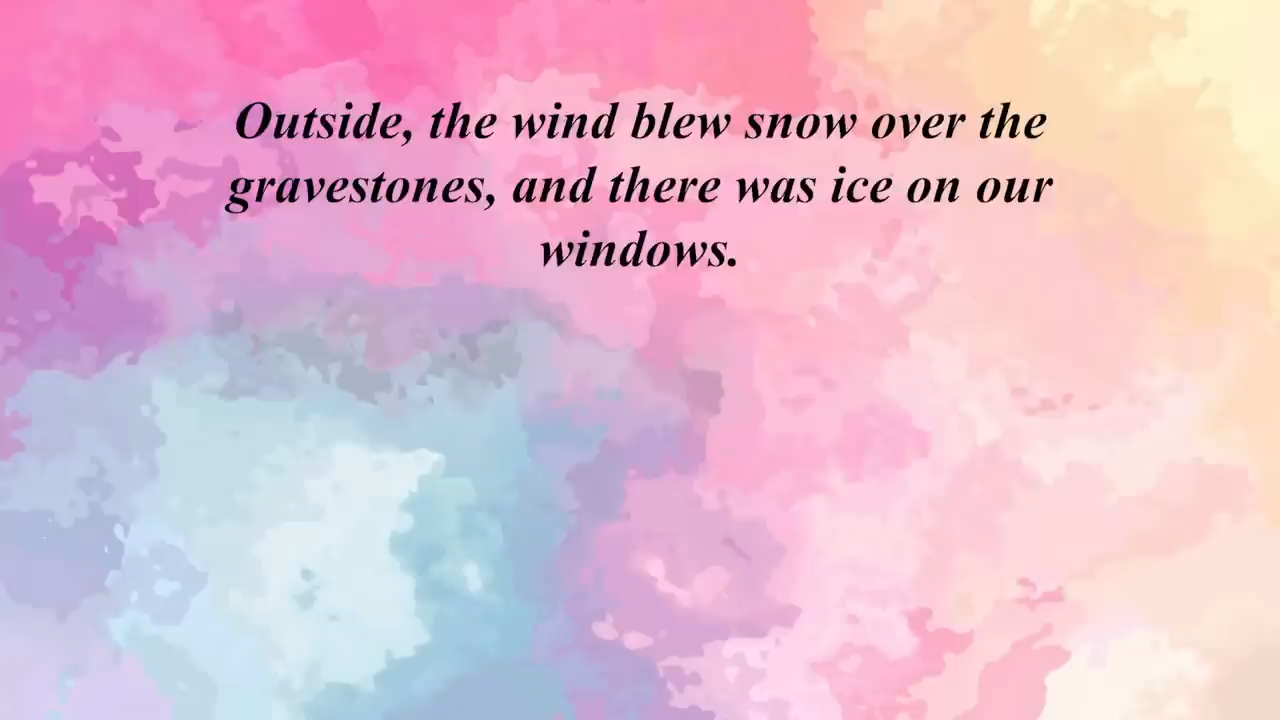 Outside, the wind blew snow over the
gravestones, and there was ice on our
windows.